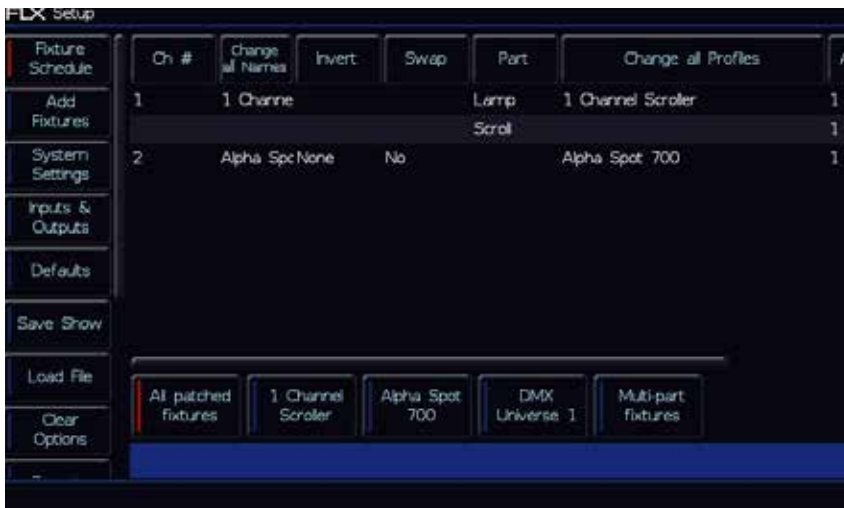 FLX Setup
Fixture
Schedule
Add
Fixtures
System
Settings
Inputs &
Outputs
Defaults
Save Show
Load File
Clear
Options
Ch #
Change
all Names
Invert
Swap
Part
Change all Profiles
1
1 Channe
Lamp
1 Channel Scroller
1
Scroll
1
2
Alpha Spc
None
No
Alpha Spot 700
1
All patched
fixtures
1 Channel
Scroller
Alpha Spot
700
DMX
Universe 1
Multi-part
fixtures